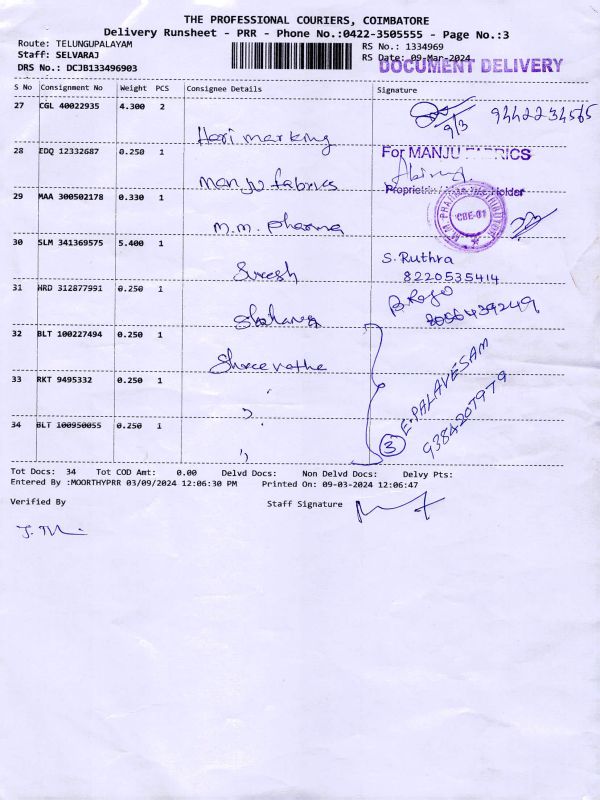 THE PROFESSIONAL COURIERS, COIMBATORE
Delivery Runsheet - PRR - Phone No.:0422-3505555 - Page No.:3
Route: TELUNGUPALAYAM
Staff: SELVARAJ
DRS No.: DCJB133496903
RS No.: 1334969
RS Date: 09-Mar-2024
DOCUMENT DELIVERY
S No Consignment No Weight PCS Consignee Details Signature
27 CGL 40022935 4.300 2
9/3
Hari marking
28 EDQ 12332687 0.250 1 For MANJU FABRICS
Manju fabrics
29 MAA 300502178 0.330 1
CBE-01
M.M. Pharma
30 SLM 341369575 5.400 1 S. Ruthra
Suresh 8220535414
31 HRD 312877991 0.250 1
32 BLT 100227494 0.250 1
33 RKT 9495332 0.250 1 E. PALAVESAM
9384207979
34 BLT 100950055 0.250 1
3
Tot Docs: 34 Tot COD Amt: 0.00 Delvd Docs: Non Delvd Docs: Delvy Pts:
Entered By :MOORTHYPRR 03/09/2024 12:06:30 PM Printed On: 09-03-2024 12:06:47
Verified By Staff Signature